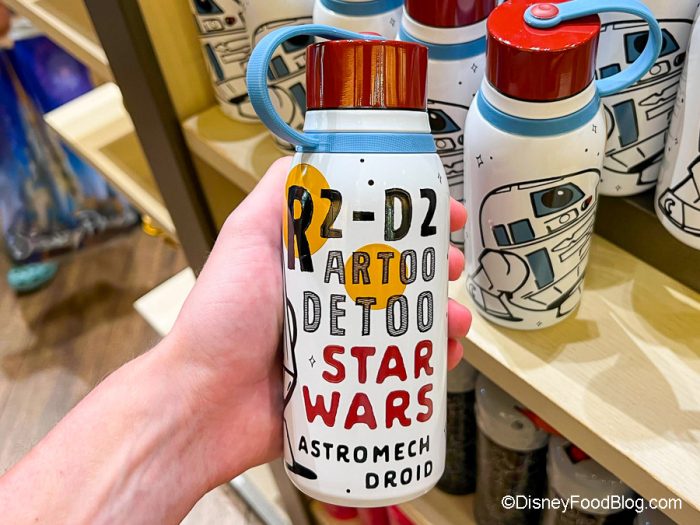 R2-D2
ARTOO
DETOO
STAR
WARS
ASTROMECH
DROID
©DisneyFoodBlog.com